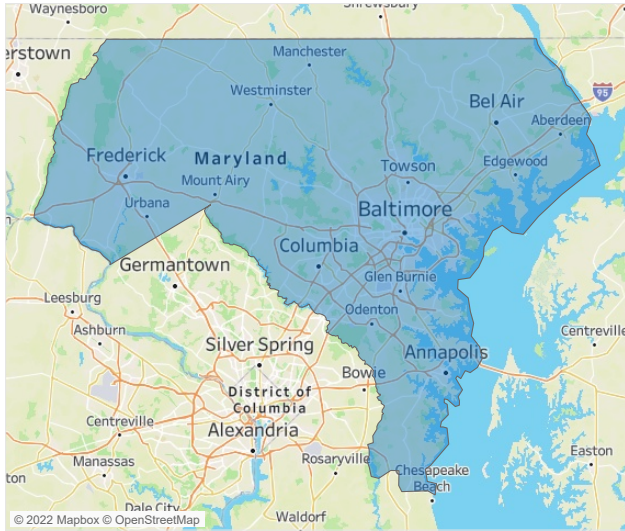 Waynesboro
Shrewsbury
erstown
Manchester
Westminster
95
Bel Air
Aberdeen
Frederick
Maryland
Towson
Edgewood
Mount Airy
Urbana
Baltimore
Columbia
Germantown
Glen Burnie
Leesburg
Odenton
Ashburn
Centreville
Silver Spring
Annapolis
Bowie
District of
Columbia
Centreville
Alexandria
Easton
Rosaryville
Manassas
Chesapeake
Beach
ton
Dale City
Waldorf
© 2022 Mapbox © OpenStreetMap